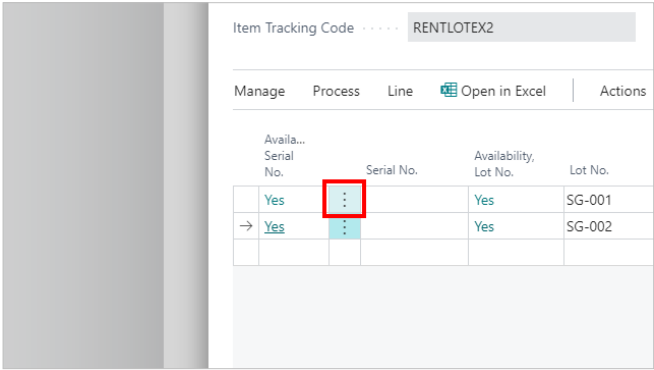 Item Tracking Code ····· RENTLOTEX2
Manage Process Line Open in Excel Actions
Availa...
Serial
No.
Serial No.
Availability,
Lot No.
Lot No.
Yes Yes SG-001
Yes Yes SG-002